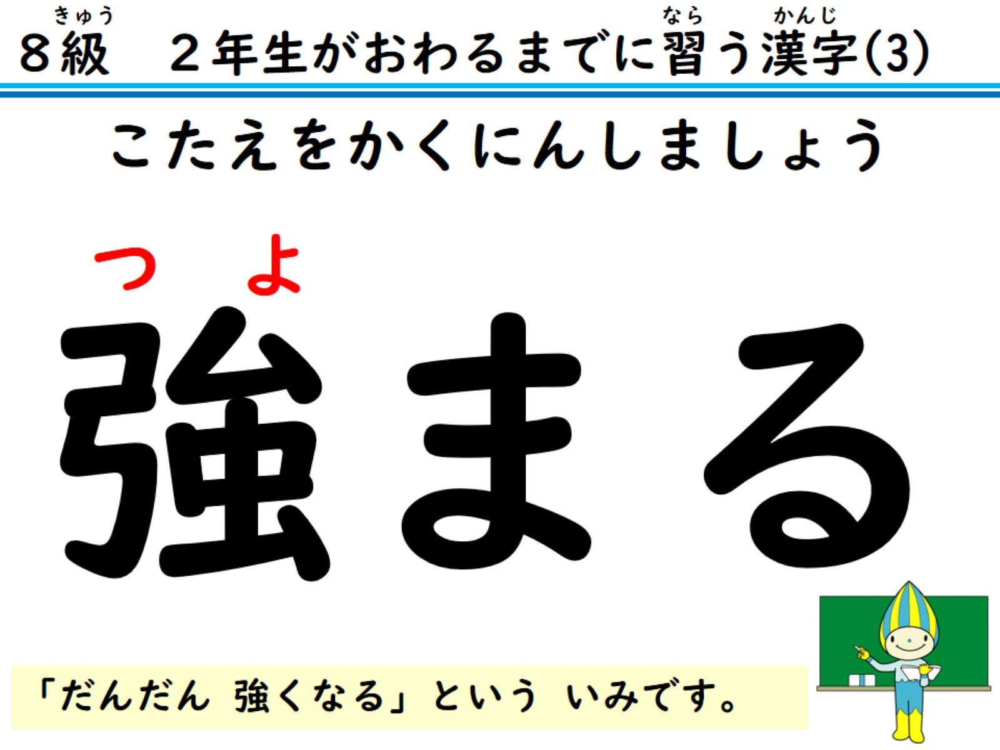 きゅう なら かんじ
8級 2年生がおわるまでに習う漢字(3)
こたえをかくにんしましょう
つよ
強まる
「だんだん 強くなる」という いみです。